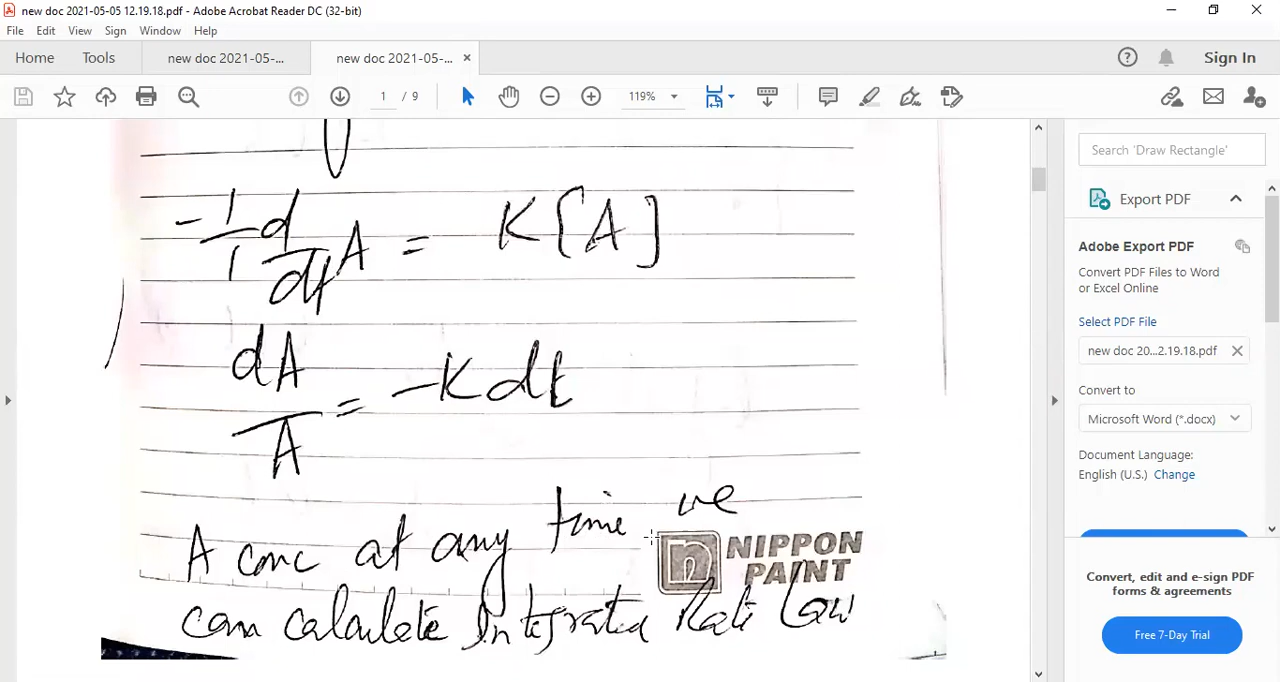 new doc 2021-05-05 12.19.18.pdf - Adobe Acrobat Reader DC (32-bit)
File Edit View Sign Window Help
Home Tools new doc 2021-05-... new doc 2021-05-... × Sign In
1 / 9 119%
Search 'Draw Rectangle'
Export PDF
Adobe Export PDF
Convert PDF Files to Word
or Excel Online
Select PDF File
new doc 20...2.19.18.pdf
Convert to
Microsoft Word (*.docx)
Document Language:
English (U.S.) Change
Convert, edit and e-sign PDF
forms & agreements
Free 7-Day Trial
-1/1 d/dt A = K[A]
dA/A = -K dt
A conc at any time we
NIPPON
PAINT
can calculate Integrated Rate Law